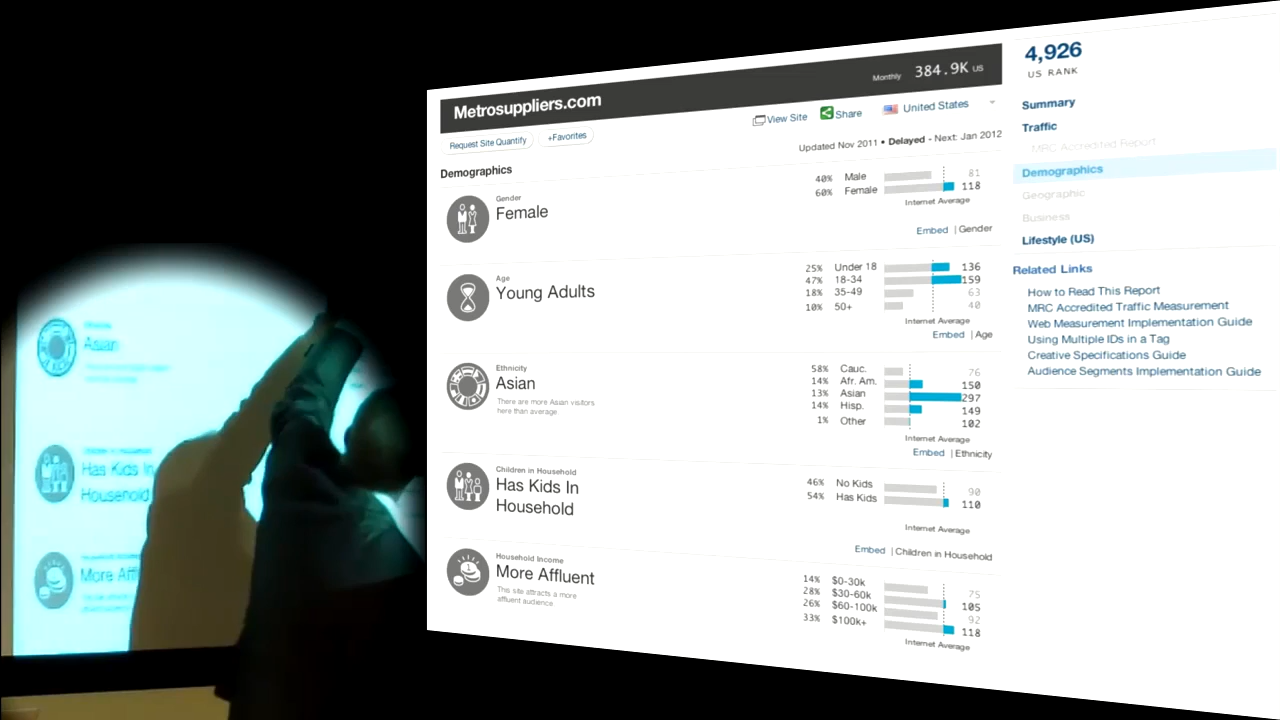 Metrosuppliers.com
Monthly 384.9K US
Request Site Quantify
+Favorites
View Site
Share
United States
Updated Nov 2011 • Delayed - Next: Jan 2012
Demographics
Gender
Female
40% Male 81
60% Female 118
Internet Average
Embed | Gender
Age
Young Adults
25% Under 18 136
47% 18-34 159
18% 35-49 63
10% 50+ 40
Internet Average
Embed | Age
Ethnicity
Asian
There are more Asian visitors
here than average
58% Cauc. 76
14% Afr. Am. 150
13% Asian 297
14% Hisp. 149
1% Other 102
Internet Average
Embed | Ethnicity
Children in Household
Has Kids In
Household
46% No Kids 90
54% Has Kids 110
Internet Average
Embed | Children in Household
Household Income
More Affluent
This site attracts a more
affluent audience
14% $0-30k 75
28% $30-60k 105
26% $60-100k 92
33% $100k+ 118
Internet Average
4,926
US RANK
Summary
Traffic
MRC Accredited Report
Demographics
Geographic
Business
Lifestyle (US)
Related Links
How to Read This Report
MRC Accredited Traffic Measurement
Web Measurement Implementation Guide
Using Multiple IDs in a Tag
Creative Specifications Guide
Audience Segments Implementation Guide
Asian
Has Kids In
Household
More